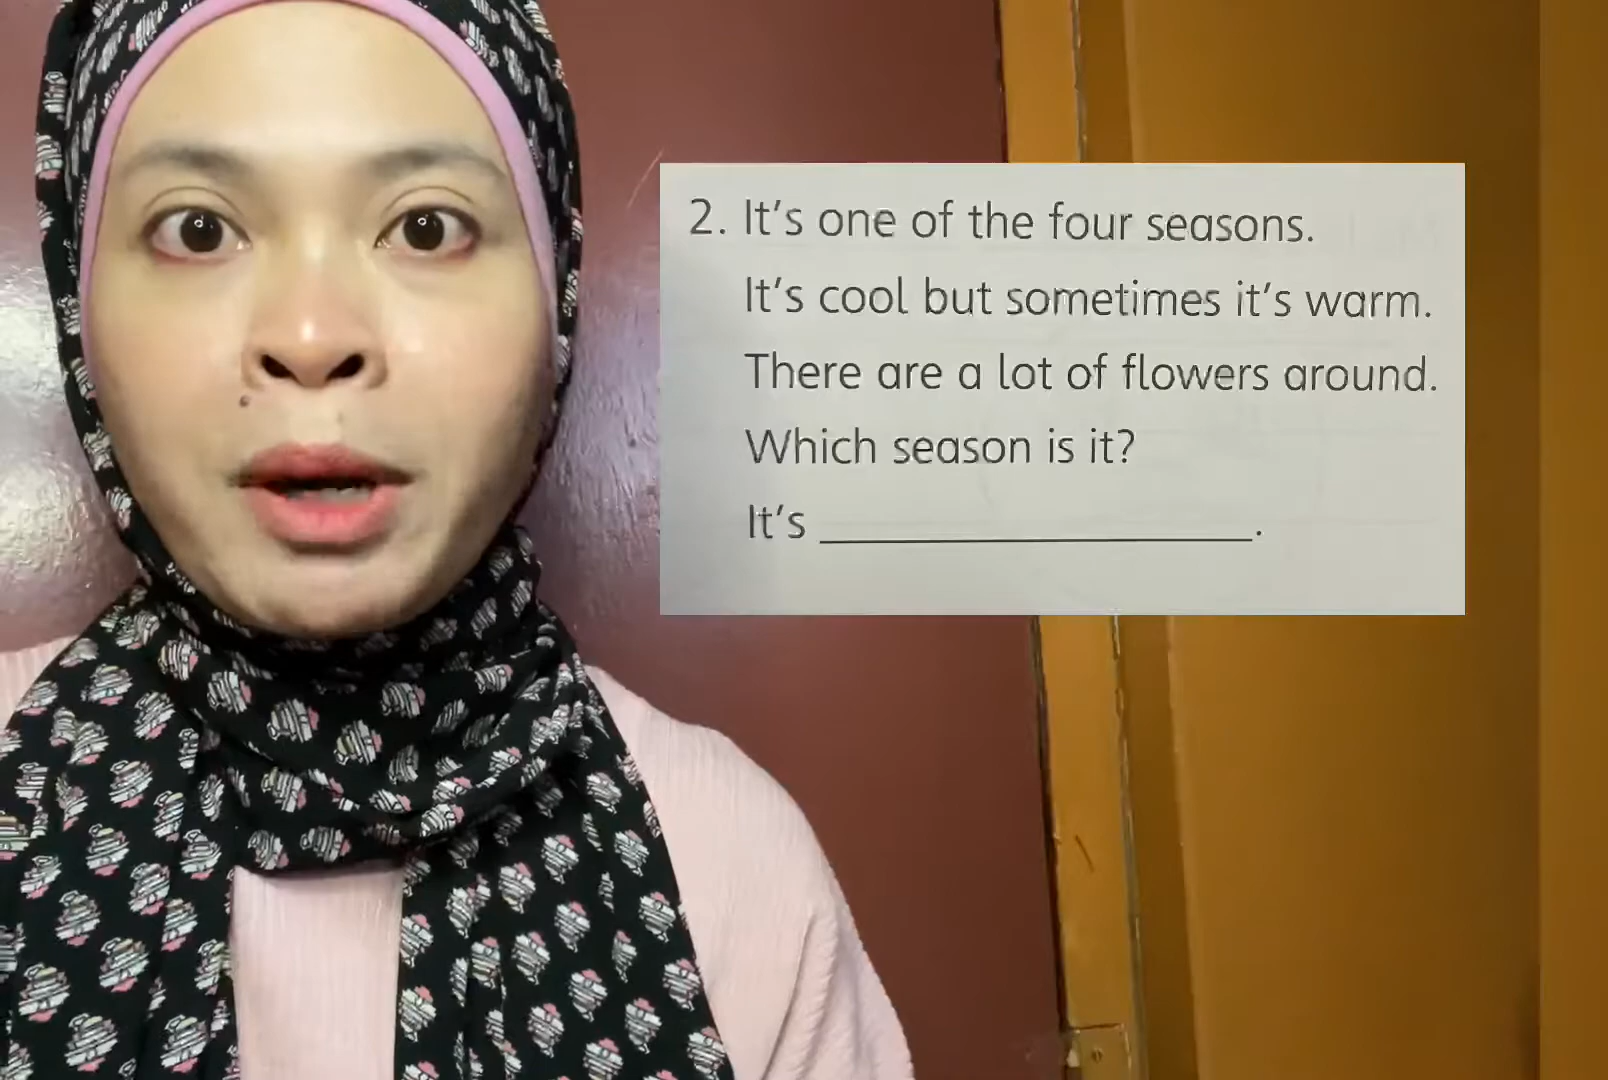 2. It's one of the four seasons.
It's cool but sometimes it's warm.
There are a lot of flowers around.
Which season is it?
It's ____________________.